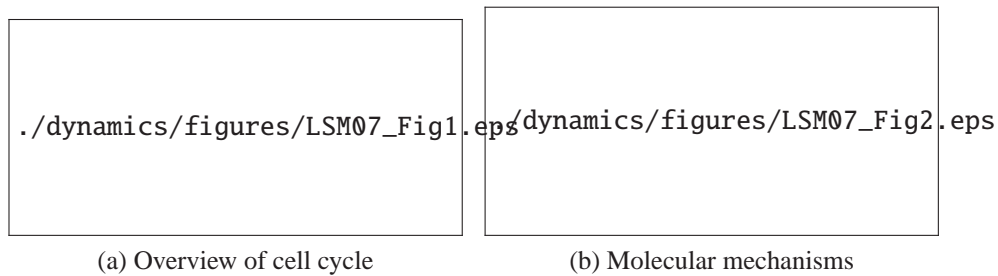 ./dynamics/figures/LSM07_Fig1.eps
./dynamics/figures/LSM07_Fig2.eps
(a) Overview of cell cycle
(b) Molecular mechanisms